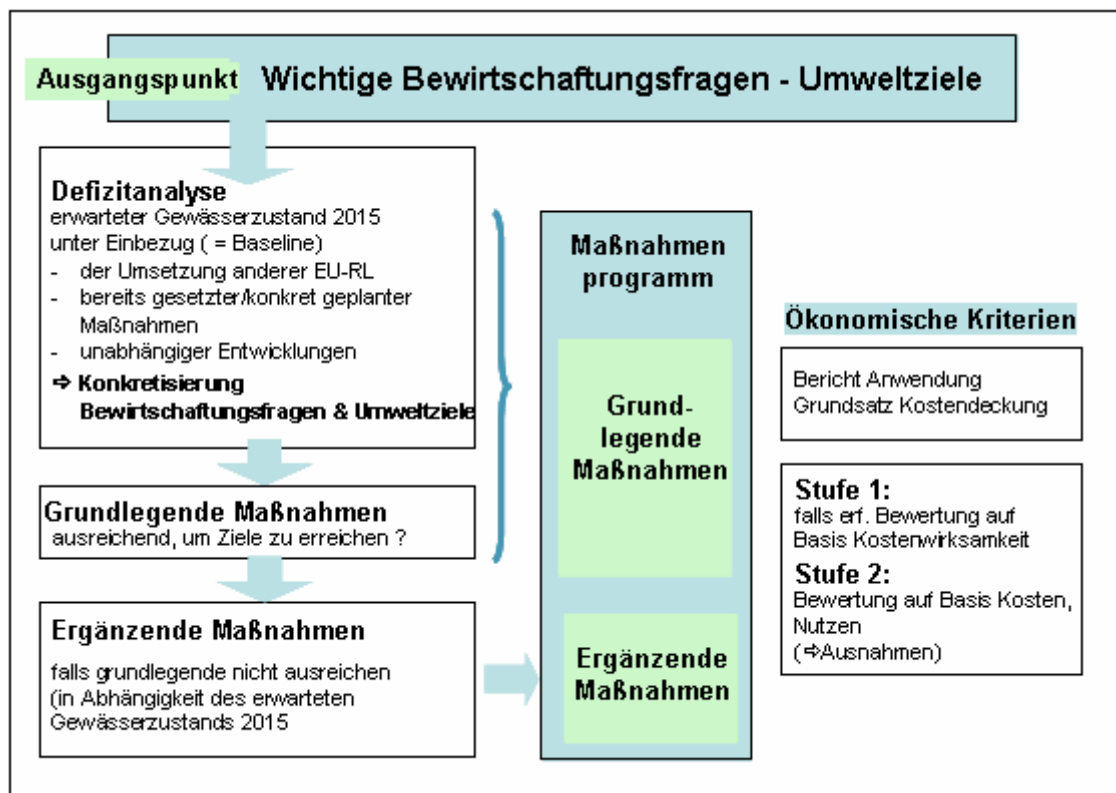 Ausgangspunkt
Wichtige Bewirtschaftungsfragen - Umweltziele
Defizitanalyse
erwarteter Gewässerzustand 2015
unter Einbezug ( = Baseline)
- der Umsetzung anderer EU-RL
- bereits gesetzter/konkret geplanter
Maßnahmen
- unabhängiger Entwicklungen
⇒ Konkretisierung
Bewirtschaftungsfragen & Umweltziele
Grundlegende Maßnahmen
ausreichend, um Ziele zu erreichen ?
Ergänzende Maßnahmen
falls grundlegende nicht ausreichen
(in Abhängigkeit des erwarteten
Gewässerzustands 2015
Maßnahmen
programm
Grund-
legende
Maßnahmen
Ergänzende
Maßnahmen
Ökonomische Kriterien
Bericht Anwendung
Grundsatz Kostendeckung
Stufe 1:
falls erf. Bewertung auf
Basis Kostenwirksamkeit
Stufe 2:
Bewertung auf Basis Kosten,
Nutzen
(⇒Ausnahmen)